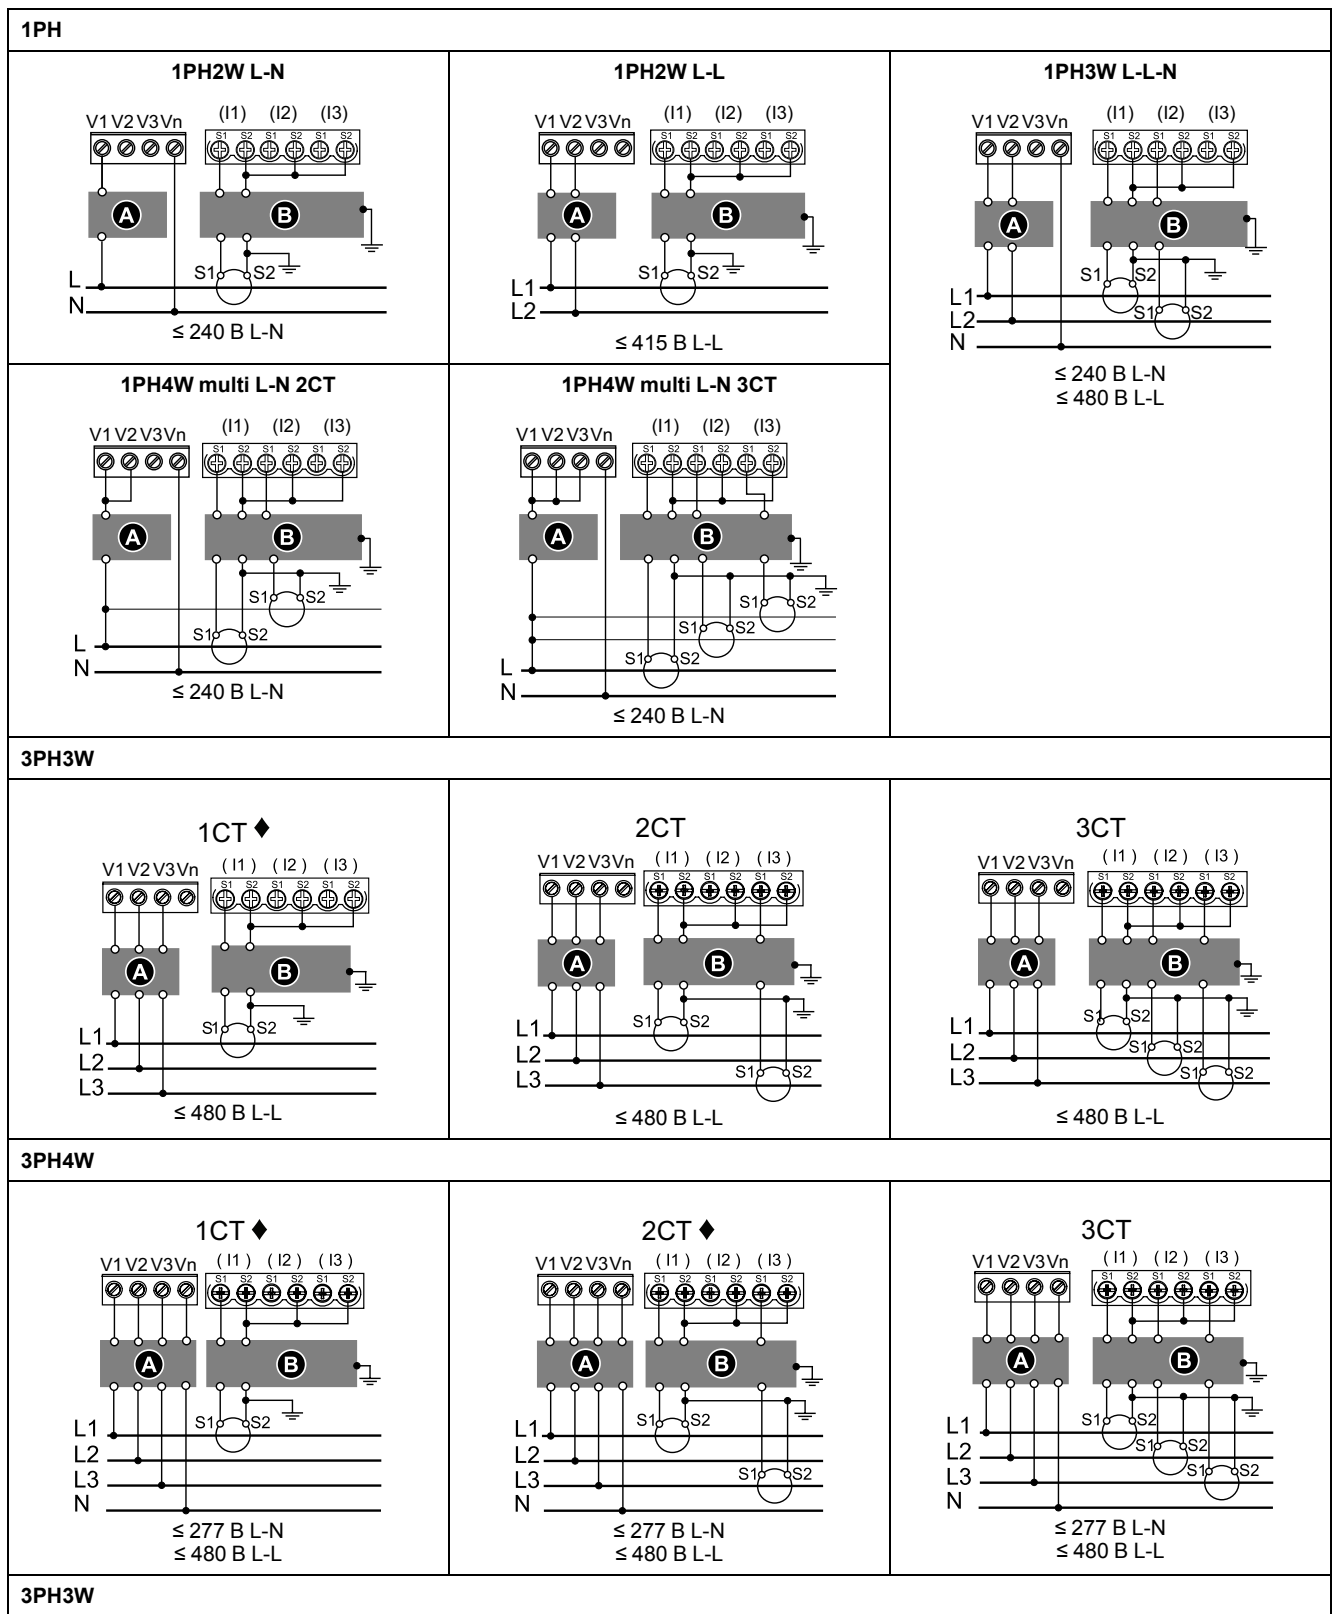 1PH
1PH2W L-N
V1 V2 V3 Vn
(I1) (I2) (I3)
S1 S2 S1 S2 S1 S2
A
B
S1 S2
L
N
≤ 240 В L-N
1PH2W L-L
V1 V2 V3 Vn
(I1) (I2) (I3)
S1 S2 S1 S2 S1 S2
A
B
S1 S2
L1
L2
≤ 415 В L-L
1PH3W L-L-N
V1 V2 V3 Vn
(I1) (I2) (I3)
S1 S2 S1 S2 S1 S2
A
B
S1 S2
L1
S1 S2
L2
N
≤ 240 В L-N
≤ 480 В L-L
1PH4W multi L-N 2CT
V1 V2 V3 Vn
(I1) (I2) (I3)
S1 S2 S1 S2 S1 S2
A
B
S1 S2
S1 S2
L
N
≤ 240 В L-N
1PH4W multi L-N 3CT
V1 V2 V3 Vn
(I1) (I2) (I3)
S1 S2 S1 S2 S1 S2
A
B
S1 S2
S1 S2
S1 S2
L
N
≤ 240 В L-N
3PH3W
1CT ♦
V1 V2 V3 Vn
( I1 ) ( I2 ) ( I3 )
S1 S2 S1 S2 S1 S2
A
B
S1 S2
L1
L2
L3
≤ 480 В L-L
2CT
V1 V2 V3 Vn
( I1 ) ( I2 ) ( I3 )
S1 S2 S1 S2 S1 S2
A
B
S1 S2
L1
L2
S1 S2
L3
≤ 480 В L-L
3CT
V1 V2 V3 Vn
( I1 ) ( I2 ) ( I3 )
S1 S2 S1 S2 S1 S2
A
B
S1 S2
L1
S1 S2
L2
S1 S2
L3
≤ 480 В L-L
3PH4W
1CT ♦
V1 V2 V3 Vn
( I1 ) ( I2 ) ( I3 )
S1 S2 S1 S2 S1 S2
A
B
S1 S2
L1
L2
L3
N
≤ 277 В L-N
≤ 480 В L-L
2CT ♦
V1 V2 V3 Vn
( I1 ) ( I2 ) ( I3 )
S1 S2 S1 S2 S1 S2
A
B
S1 S2
L1
L2
S1 S2
L3
N
≤ 277 В L-N
≤ 480 В L-L
3CT
V1 V2 V3 Vn
( I1 ) ( I2 ) ( I3 )
S1 S2 S1 S2 S1 S2
A
B
S1 S2
L1
S1 S2
L2
S1 S2
L3
N
≤ 277 В L-N
≤ 480 В L-L
3PH3W